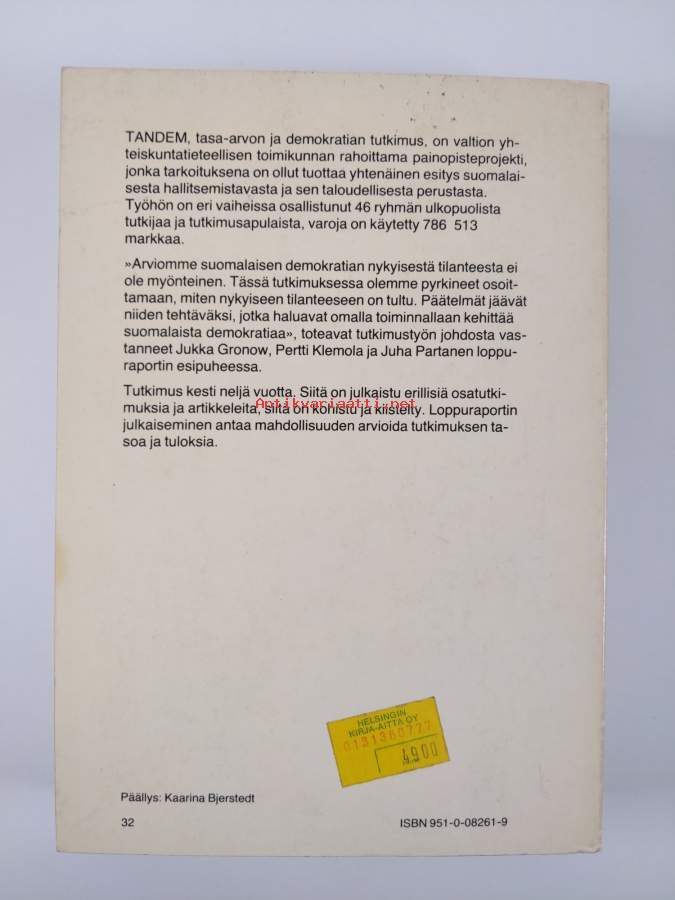 TANDEM, tasa-arvon ja demokratian tutkimus, on valtion yh-
teiskuntatieteellisen toimikunnan rahoittama painopisteprojekti,
jonka tarkoituksena on ollut tuottaa yhtenäinen esitys suomalai-
sesta hallitsemistavasta ja sen taloudellisesta perustasta.
Työhön on eri vaiheissa osallistunut 46 ryhmän ulkopuolista
tutkijaa ja tutkimusapulaista, varoja on käytetty 786 513
markkaa.
»Arviomme suomalaisen demokratian nykyisestä tilanteesta ei
ole myönteinen. Tässä tutkimuksessa olemme pyrkineet osoit-
tamaan, miten nykyiseen tilanteeseen on tultu. Päätelmät jäävät
niiden tehtäväksi, jotka haluavat omalla toiminnallaan kehittää
suomalaista demokratiaa», toteavat tutkimustyön johdosta vas-
tanneet Jukka Gronow, Pertti Klemola ja Juha Partanen loppu-
raportin esipuheessa.
Tutkimus kesti neljä vuotta. Siitä on julkaistu erillisiä osatutki-
muksia ja artikkeleita, siitä on kohistu ja kiistelty. Loppuraportin
Antikvariaatti.net
julkaiseminen antaa mahdollisuuden arvioida tutkimuksen ta-
soa ja tuloksia.
HELSINGIN
KIRJA-AITTA OY
0131360777
4900
Päällys: Kaarina Bjerstedt
32
ISBN 951-0-08261-9